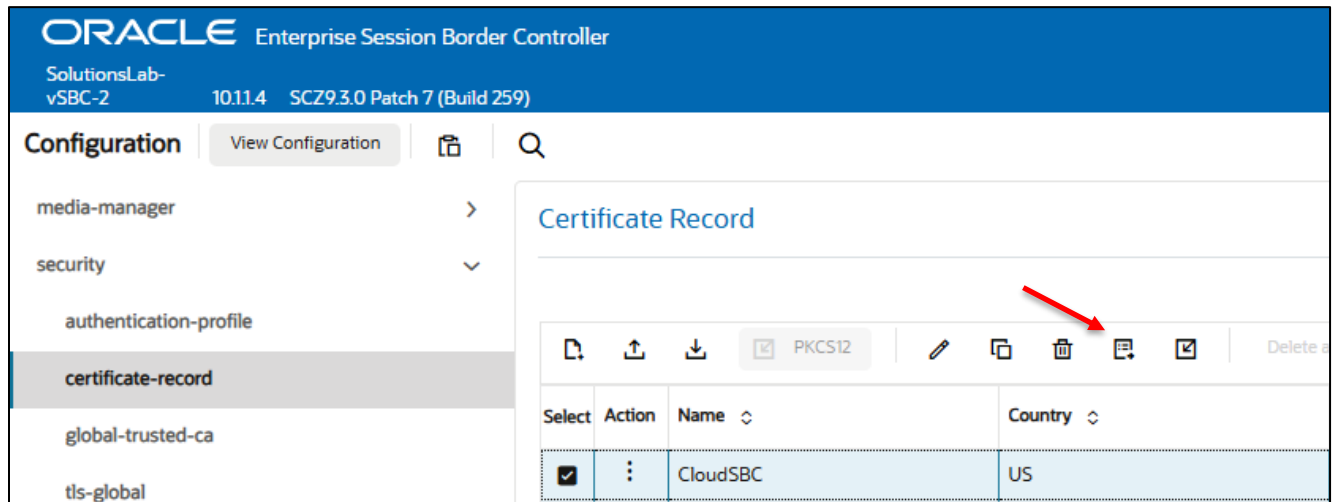 ORACLE Enterprise Session Border Controller
SolutionsLab-
vSBC-2 10.1.1.4 SCZ9.3.0 Patch 7 (Build 259)
Configuration View Configuration
media-manager
Certificate Record
security
authentication-profile
PKCS12 Delete a
certificate-record
Select Action Name Country
global-trusted-ca
CloudSBC US
tls-global